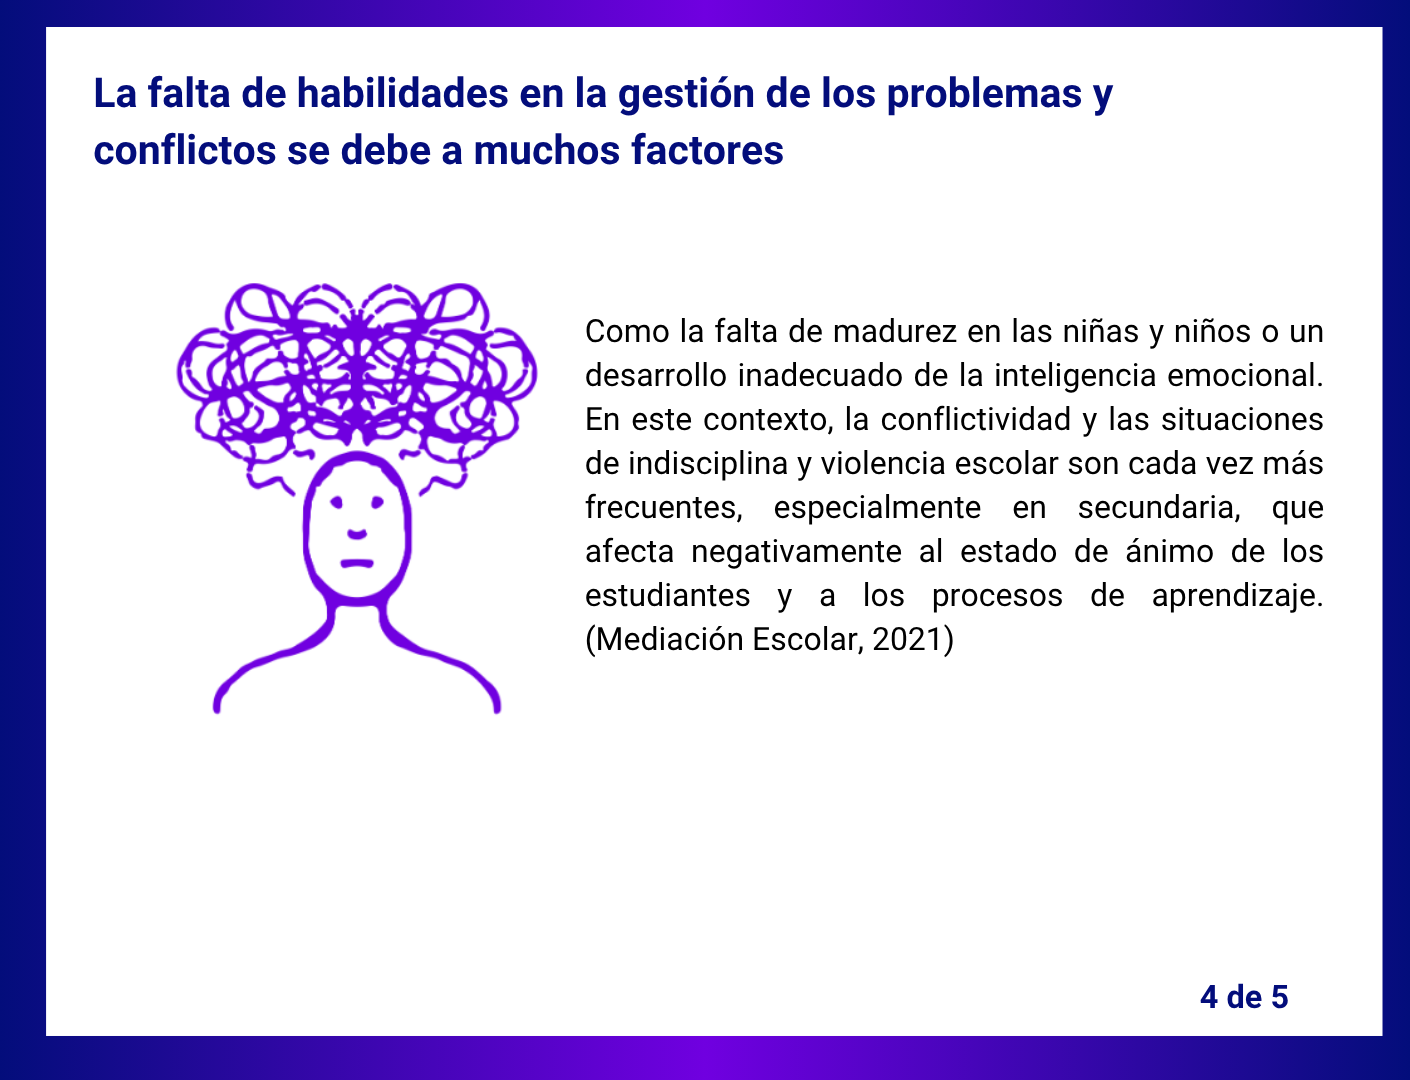 La falta de habilidades en la gestión de los problemas y
conflictos se debe a muchos factores
Como la falta de madurez en las niñas y niños o un
desarrollo inadecuado de la inteligencia emocional.
En este contexto, la conflictividad y las situaciones
de indisciplina y violencia escolar son cada vez más
frecuentes, especialmente en secundaria, que
afecta negativamente al estado de ánimo de los
estudiantes y a los procesos de aprendizaje.
(Mediación Escolar, 2021)
4 de 5